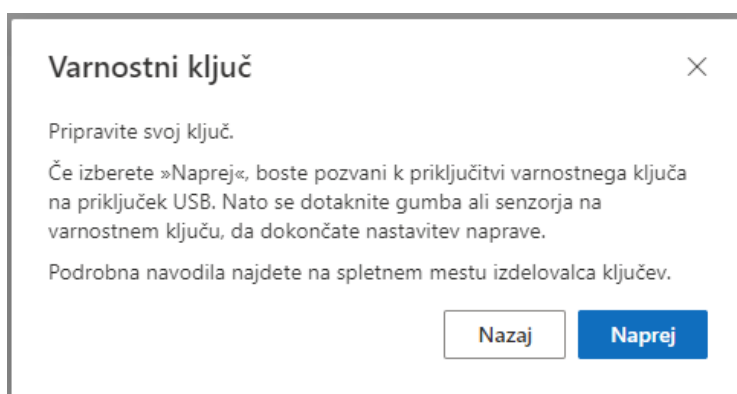 Varnostni ključ
Pripravite svoj ključ.
Če izberete »Naprej«, boste pozvani k priključitvi varnostnega ključa
na priključek USB. Nato se dotaknite gumba ali senzorja na
varnostnem ključu, da dokončate nastavitev naprave.
Podrobna navodila najdete na spletnem mestu izdelovalca ključev.
Nazaj
Naprej